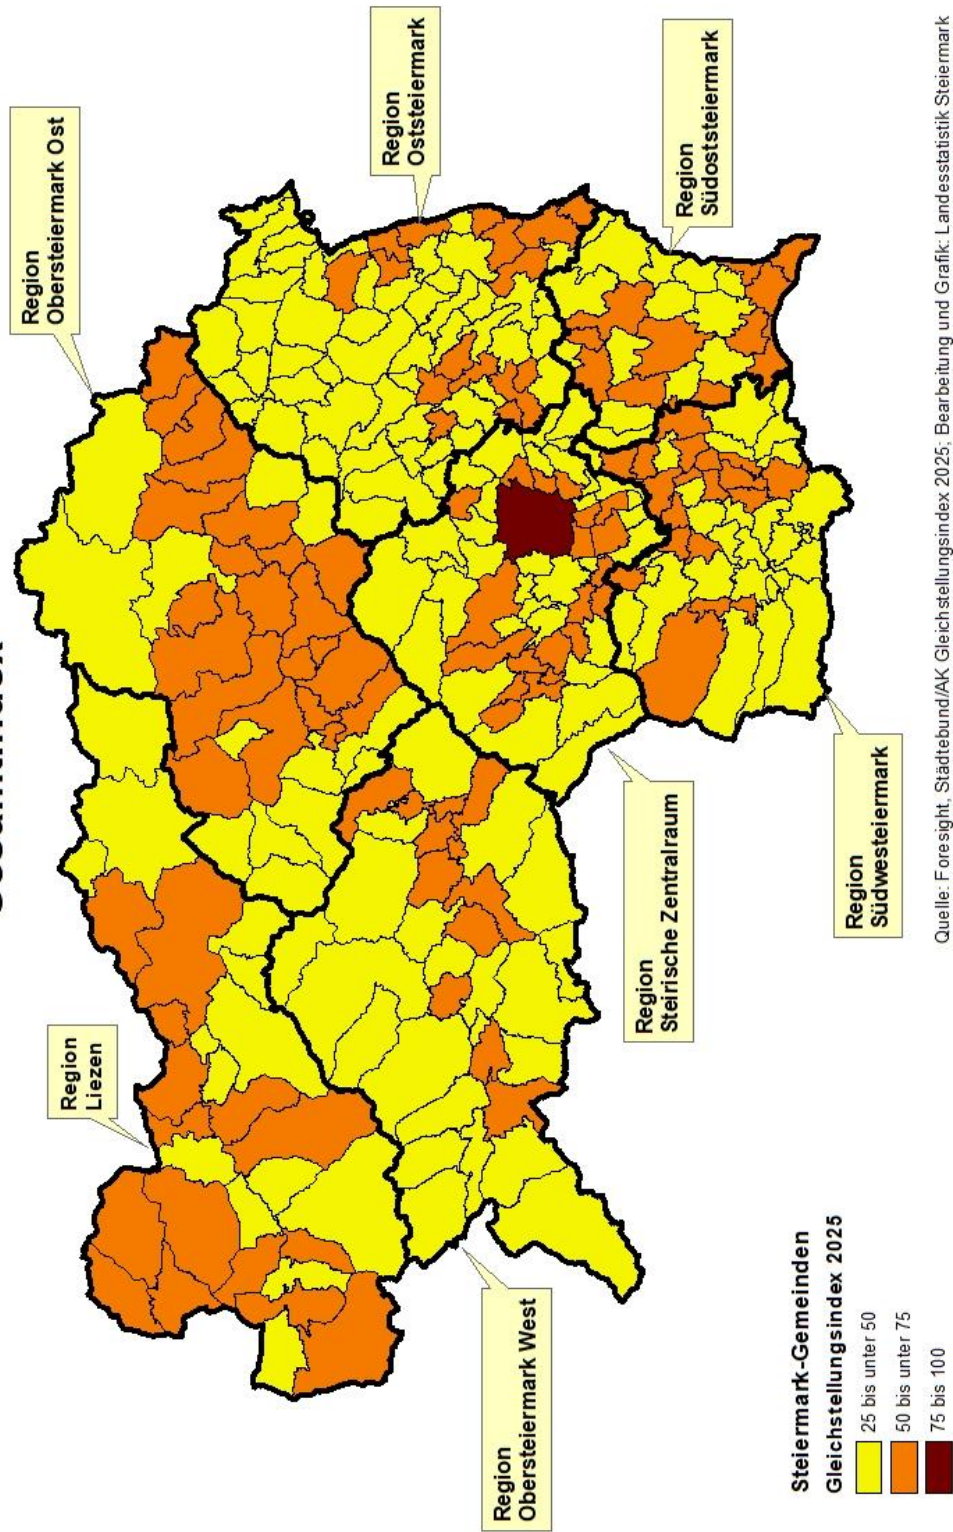 Region
Obersteiermark Ost
Region
Oststeiermark
Region
Südoststeiermark
Region
Liezen
Region
Steirische Zentralraum
Region
Südwesteiermark
Region
Obersteiermark West
Steiermark-Gemeinden
Gleichstellungsindex 2025
25 bis unter 50
50 bis unter 75
75 bis 100
Quelle: Foresight, Städtebund/AK Gleichstellungsindex 2025; Bearbeitung und Grafik: Landesstatistik Steiermark